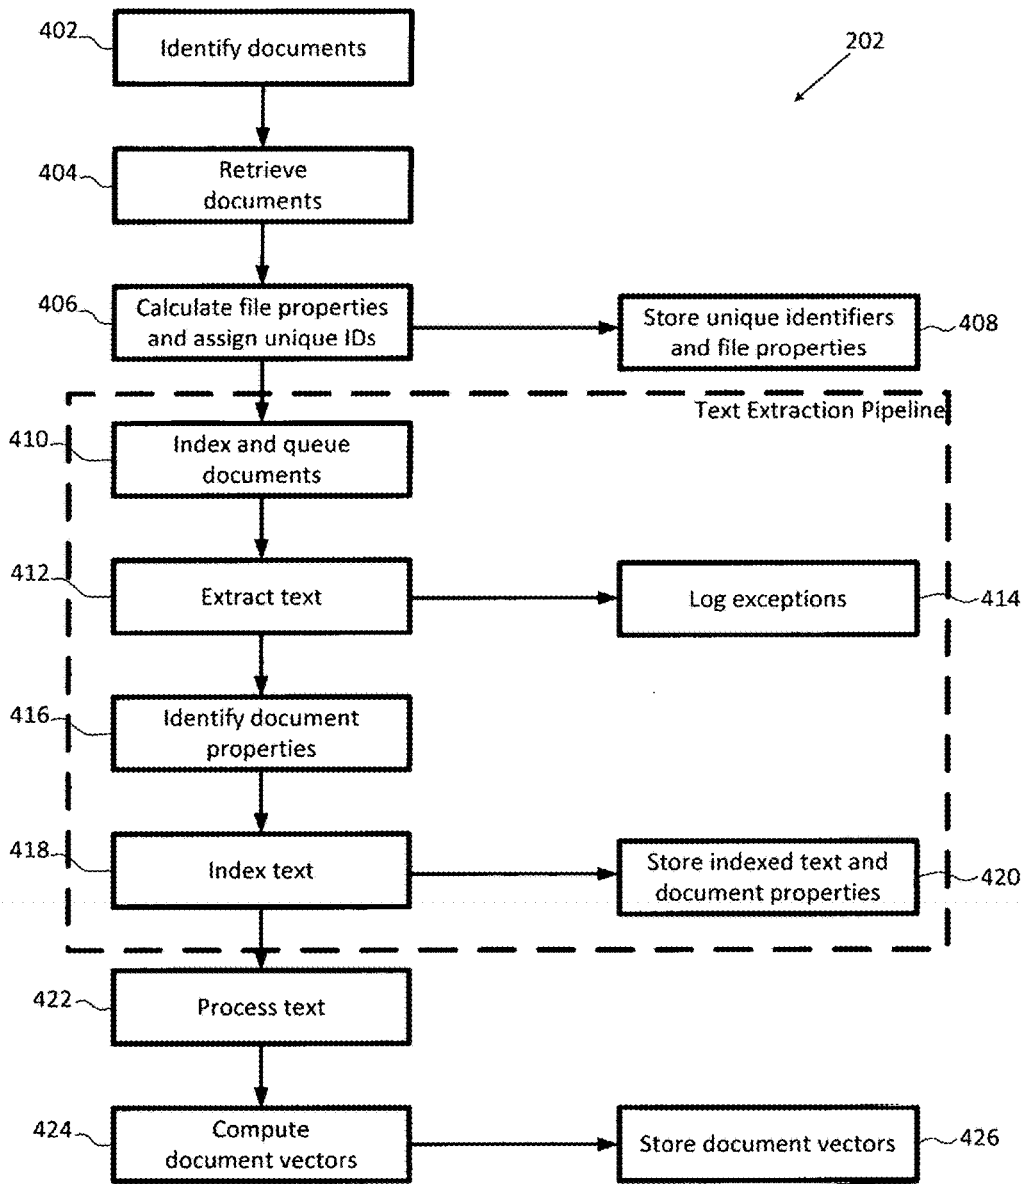 402
Identify documents
202
404
Retrieve
documents
406
Calculate file properties
and assign unique IDs
Store unique identifiers
and file properties
408
Text Extraction Pipeline
410
Index and queue
documents
412
Extract text
Log exceptions
414
416
Identify document
properties
418
Index text
Store indexed text and
document properties
420
422
Process text
424
Compute
document vectors
Store document vectors
426